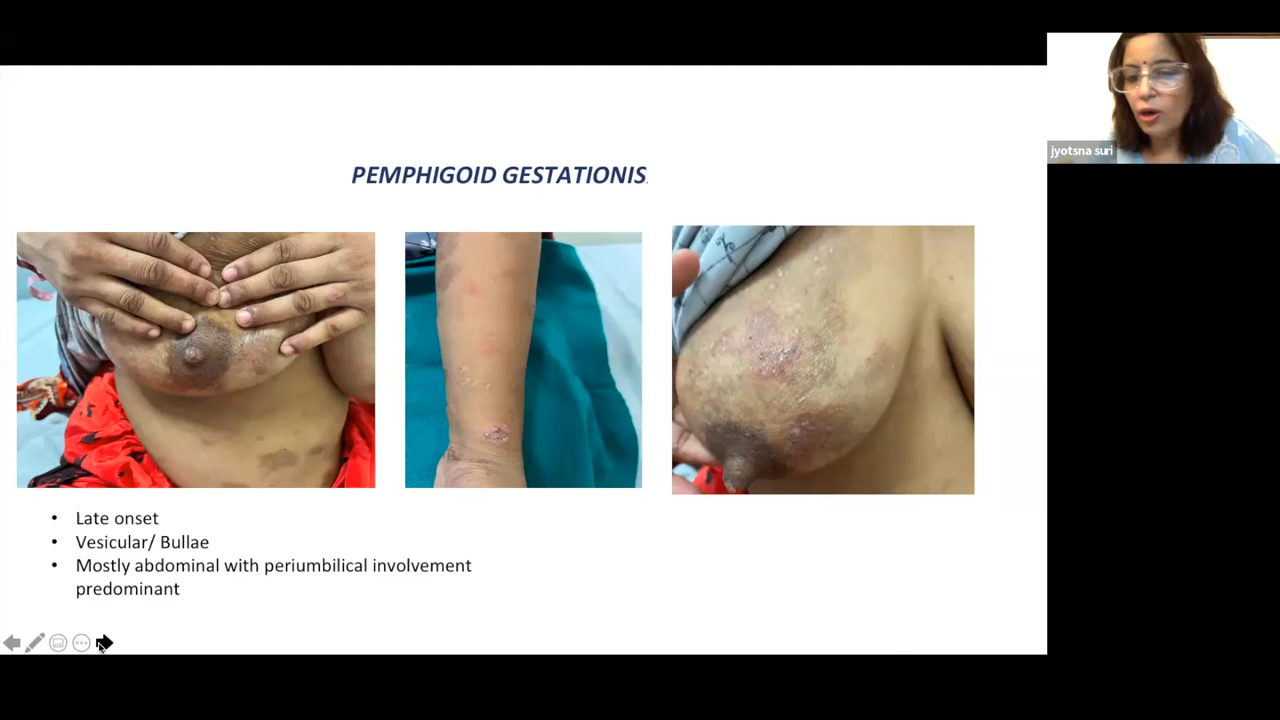 jyotsna suri
PEMPHIGOID GESTATIONIS.
• Late onset
• Vesicular/ Bullae
• Mostly abdominal with periumbilical involvement
predominant